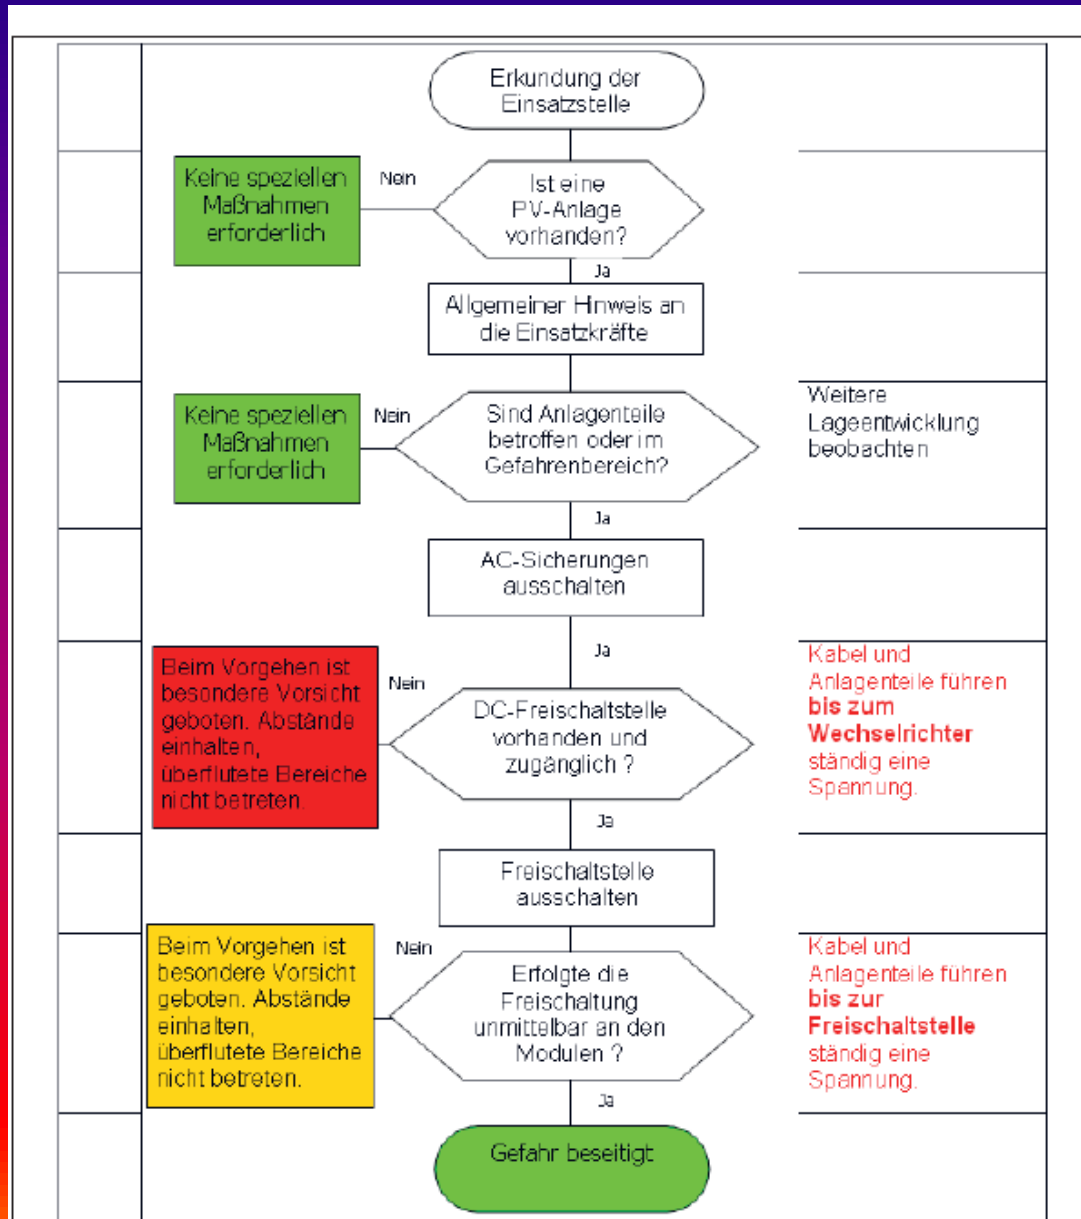 Erkundung der
Einsatzstelle
Keine speziellen
Maßnahmen
erforderlich
Nein
Ist eine
PV-Anlage
vorhanden?
Ja
Allgemeiner Hinweis an
die Einsatzkräfte
Keine speziellen
Maßnahmen
erforderlich
Nein
Sind Anlagenteile
betroffen oder im
Gefahrenbereich?
Weitere
Lageentwicklung
beobachten
Ja
AC-Sicherungen
ausschalten
Ja
Beim Vorgehen ist
besondere Vorsicht
geboten. Abstände
einhalten,
überflutete Bereiche
nicht betreten.
Nein
DC-Freischaltstelle
vorhanden und
zugänglich ?
Kabel und
Anlagenteile führen
bis zum
Wechselrichter
ständig eine
Spannung.
Ja
Freischaltstelle
ausschalten
Beim Vorgehen ist
besondere Vorsicht
geboten. Abstände
einhalten,
überflutete Bereiche
nicht betreten.
Nein
Erfolgte die
Freischaltung
unmittelbar an den
Modulen ?
Kabel und
Anlagenteile führen
bis zur
Freischaltstelle
ständig eine
Spannung.
Ja
Gefahr beseitigt